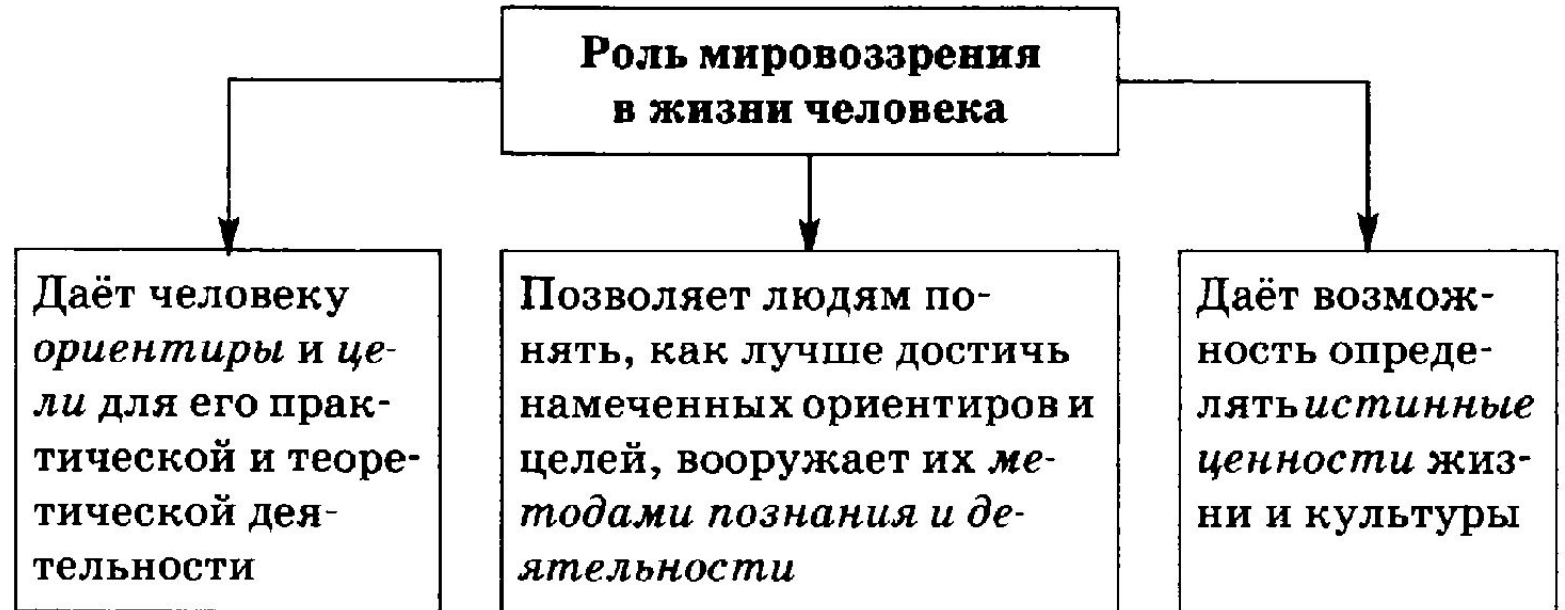 Роль мировоззрения
в жизни человека
Даёт человеку
ориентиры и це-
ли для его прак-
тической и теоре-
тической дея-
тельности
Позволяет людям по-
нять, как лучше достичь
намеченных ориентиров и
целей, вооружает их ме-
тодами познания и де-
ятельности
Даёт возмож-
ность опреде-
лять истинные
ценности жиз-
ни и культуры